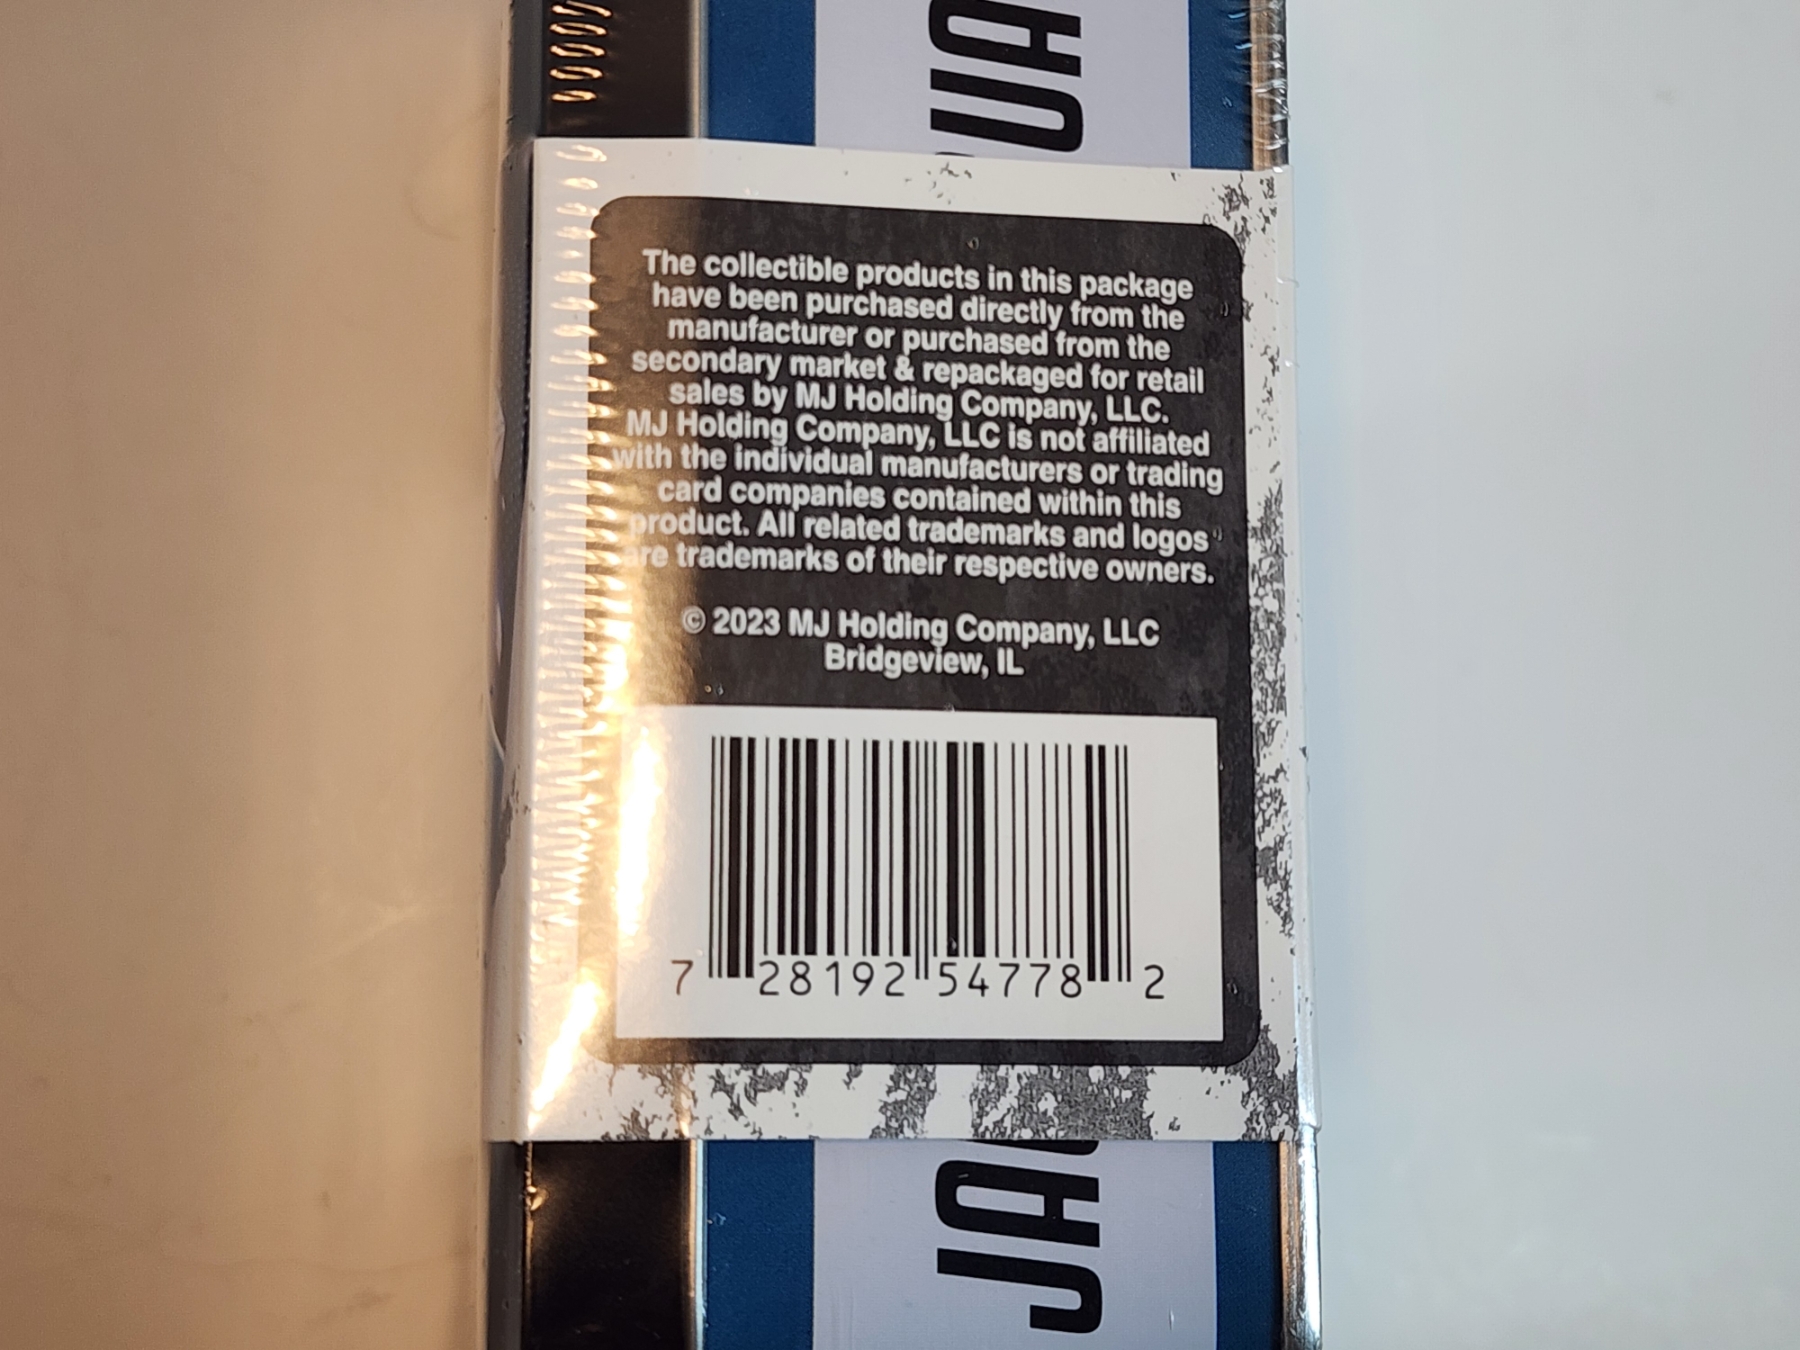 The collectible products in this package
have been purchased directly from the
manufacturer or purchased from the
secondary market & repackaged for retail
sales by MJ Holding Company, LLC.
MJ Holding Company, LLC is not affiliated
with the individual manufacturers or trading
card companies contained within this
product. All related trademarks and logos
are trademarks of their respective owners.
© 2023 MJ Holding Company, LLC
Bridgeview, IL
7 28192 54778 2